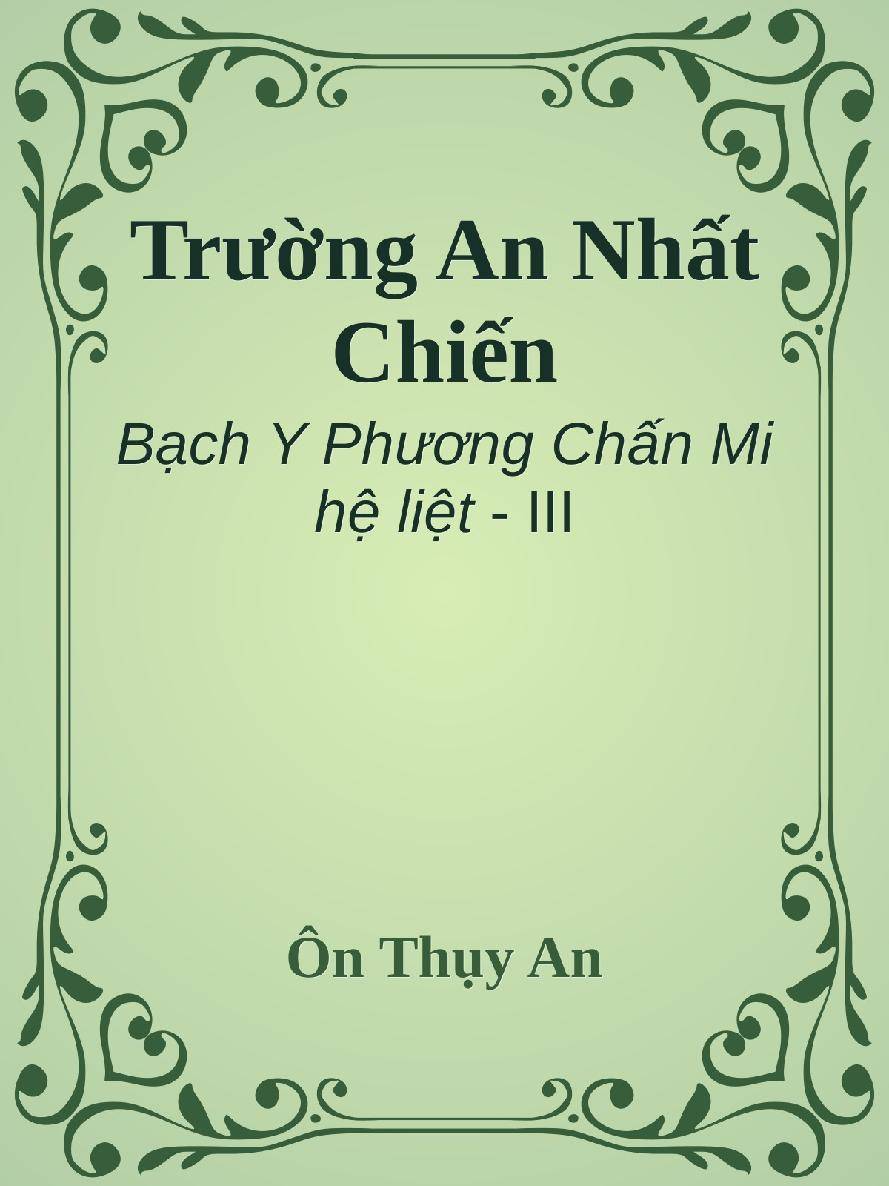 Trường An Nhất
Chiến
Bạch Y Phương Chấn Mi
hệ liệt - III
Ôn Thụy An